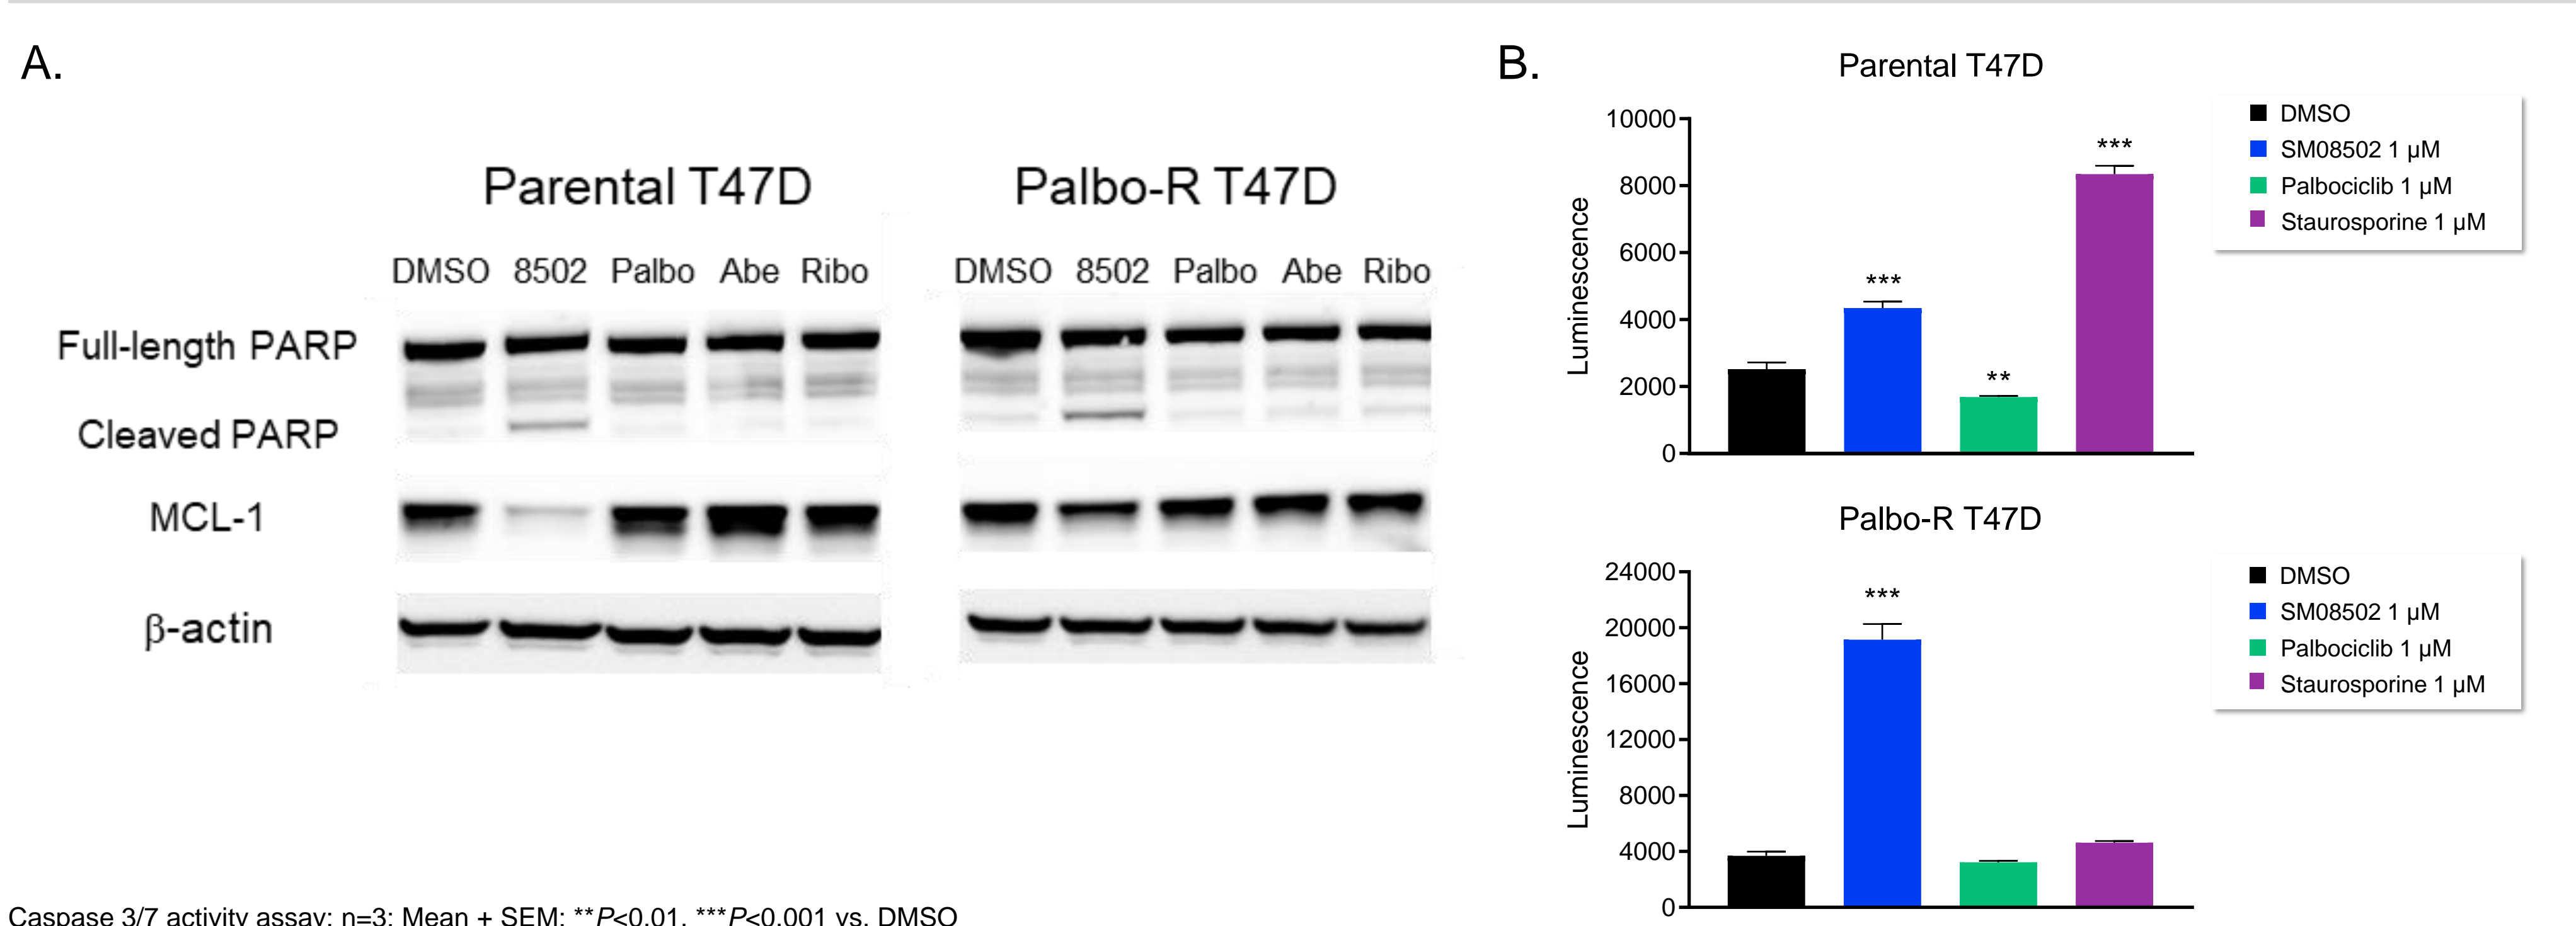 A.
Parental T47D
Palbo-R T47D
DMSO 8502 Palbo Abe Ribo
DMSO 8502 Palbo Abe Ribo
Full-length PARP
Cleaved PARP
MCL-1
β-actin
B.
Parental T47D
10000
8000
6000
4000
2000
0
Luminescence
***
**
***
DMSO
SM08502 1 µM
Palbociclib 1 µM
Staurosporine 1 µM
Palbo-R T47D
24000
20000
16000
12000
8000
4000
0
Luminescence
***
DMSO
SM08502 1 µM
Palbociclib 1 µM
Staurosporine 1 µM
Caspase 3/7 activity assay; n=3; Mean + SEM; **P<0.01, ***P<0.001 vs. DMSO